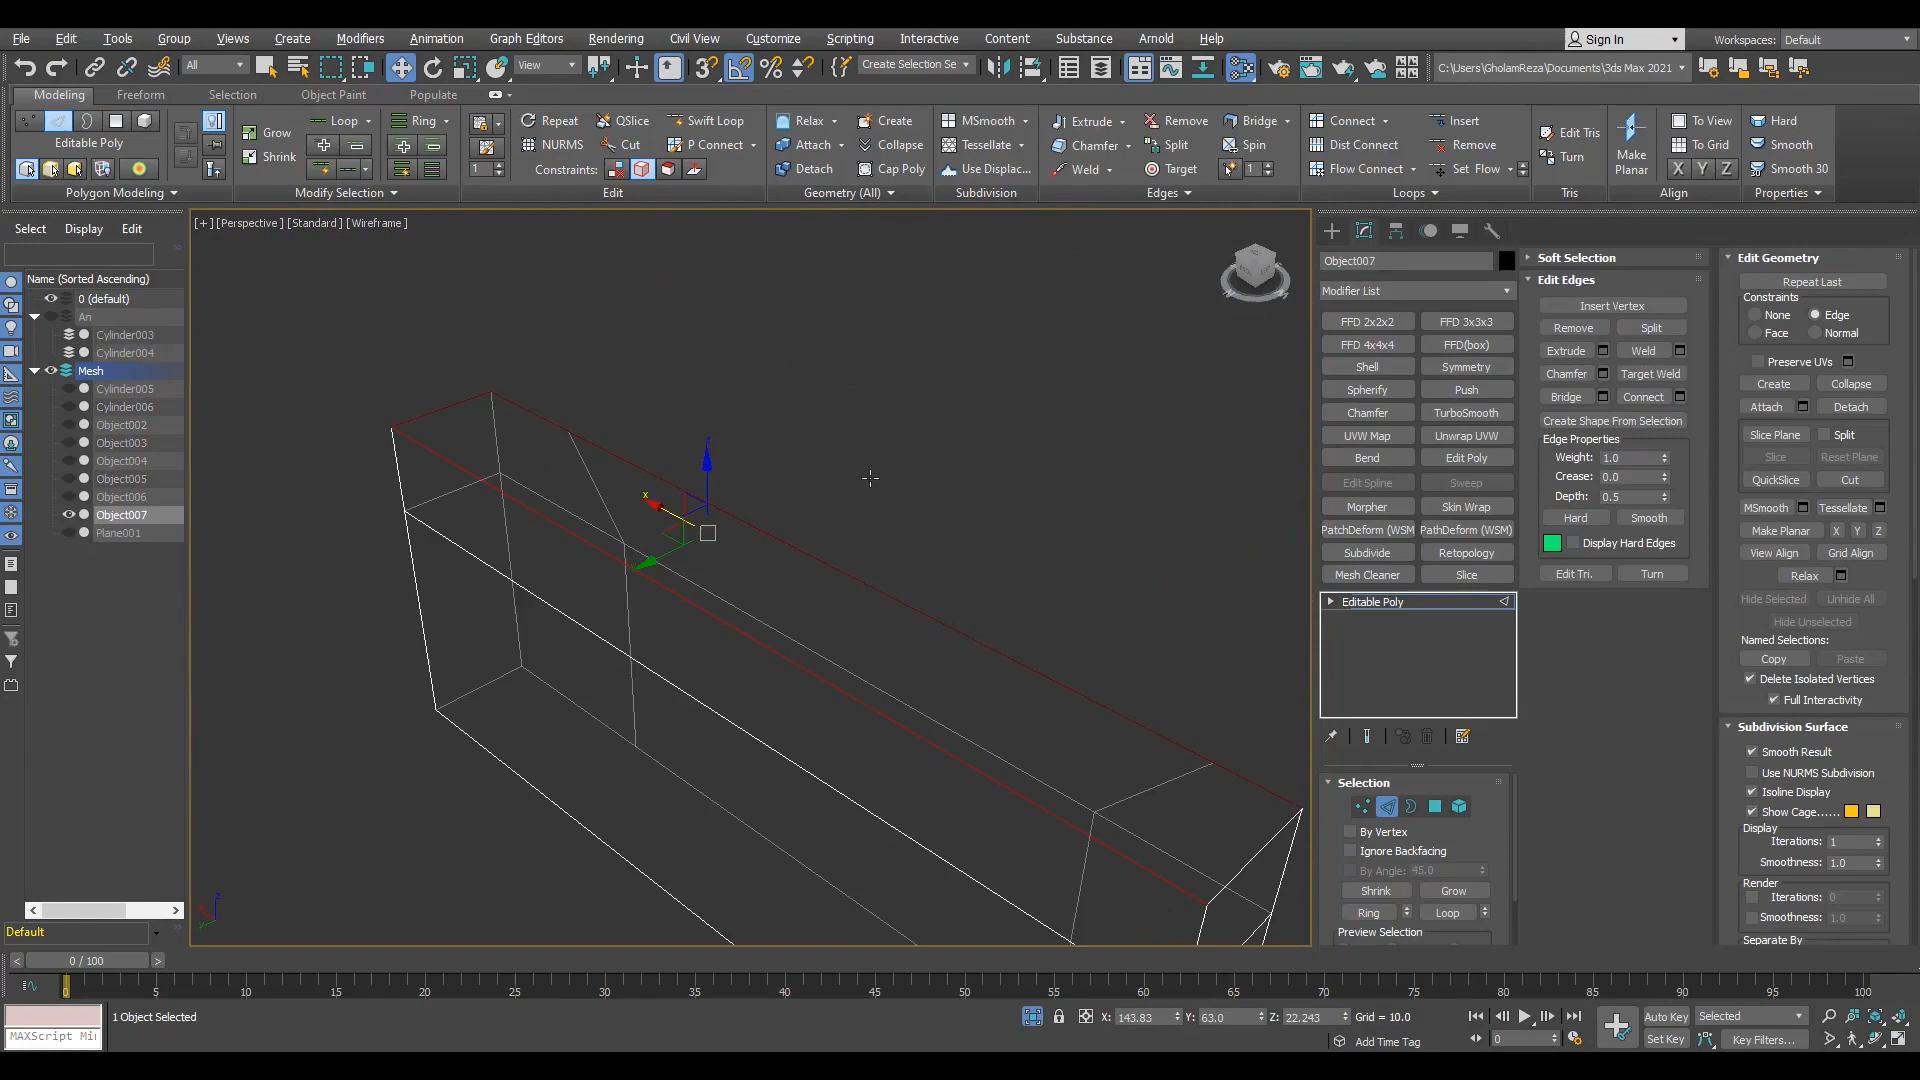 File Edit Tools Group Views Create Modifiers Animation Graph Editors Rendering Civil View Customize Scripting Interactive Content Substance Arnold Help Sign In Workspaces: Default
All View Create Selection Se C:\Users\GholamReza\Documents\3ds Max 2021
Modeling Freeform Selection Object Paint Populate
Editable Poly
Polygon Modeling
Grow Loop Ring
Shrink
Modify Selection
Repeat QSlice Swift Loop
NURMS Cut P Connect
Constraints:
Edit
Relax Create
Attach Collapse
Detach Cap Poly
Geometry (All)
MSmooth
Tessellate
Use Displac...
Subdivision
Extrude Remove Bridge
Chamfer Split Spin
Weld Target 1
Edges
Connect Insert
Dist Connect Remove
Flow Connect Set Flow
Loops
Edit Tris
Turn
Tris
Make Planar
To View
To Grid
X Y Z
Align
Hard
Smooth
Smooth 30
Properties
Select Display Edit
Name (Sorted Ascending)
0 (default)
An
Cylinder003
Cylinder004
Mesh
Cylinder005
Cylinder006
Object002
Object003
Object004
Object005
Object006
Object007
Plane001
Default
[+] [Perspective ] [Standard ] [Wireframe ]
x
z
Object007
Modifier List
FFD 2x2x2 FFD 3x3x3
FFD 4x4x4 FFD(box)
Shell Symmetry
Spherify Push
Chamfer TurboSmooth
UVW Map Unwrap UVW
Bend Edit Poly
Edit Spline Sweep
Morpher Skin Wrap
PatchDeform (WSM PathDeform (WSM)
Subdivide Retopology
Mesh Cleaner Slice
Editable Poly
Selection
By Vertex
Ignore Backfacing
By Angle: 45.0
Shrink Grow
Ring Loop
Preview Selection
Soft Selection
Edit Edges
Insert Vertex
Remove Split
Extrude Weld
Chamfer Target Weld
Bridge Connect
Create Shape From Selection
Edge Properties
Weight: 1.0
Crease: 0.0
Depth: 0.5
Hard Smooth
Display Hard Edges
Edit Tri. Turn
Edit Geometry
Repeat Last
Constraints
None Edge
Face Normal
Preserve UVs
Create Collapse
Attach Detach
Slice Plane Split
Slice Reset Plane
QuickSlice Cut
MSmooth Tessellate
Make Planar X Y Z
View Align Grid Align
Relax
Hide Selected Unhide All
Hide Unselected
Named Selections:
Copy Paste
Delete Isolated Vertices
Full Interactivity
Subdivision Surface
Smooth Result
Use NURMS Subdivision
Isoline Display
Show Cage......
Display
Iterations: 1
Smoothness: 1.0
Render
Iterations: 0
Smoothness: 1.0
Separate By
< 0 / 100 >
0 5 10 15 20 25 30 35 40 45 50 55 60 65 70 75 80 85 90 95 100
1 Object Selected
X: 143.83 Y: 63.0 Z: 22.243 Grid = 10.0
Auto Key Selected
MAXScript Mi
Add Time Tag
0
Set Key Key Filters...